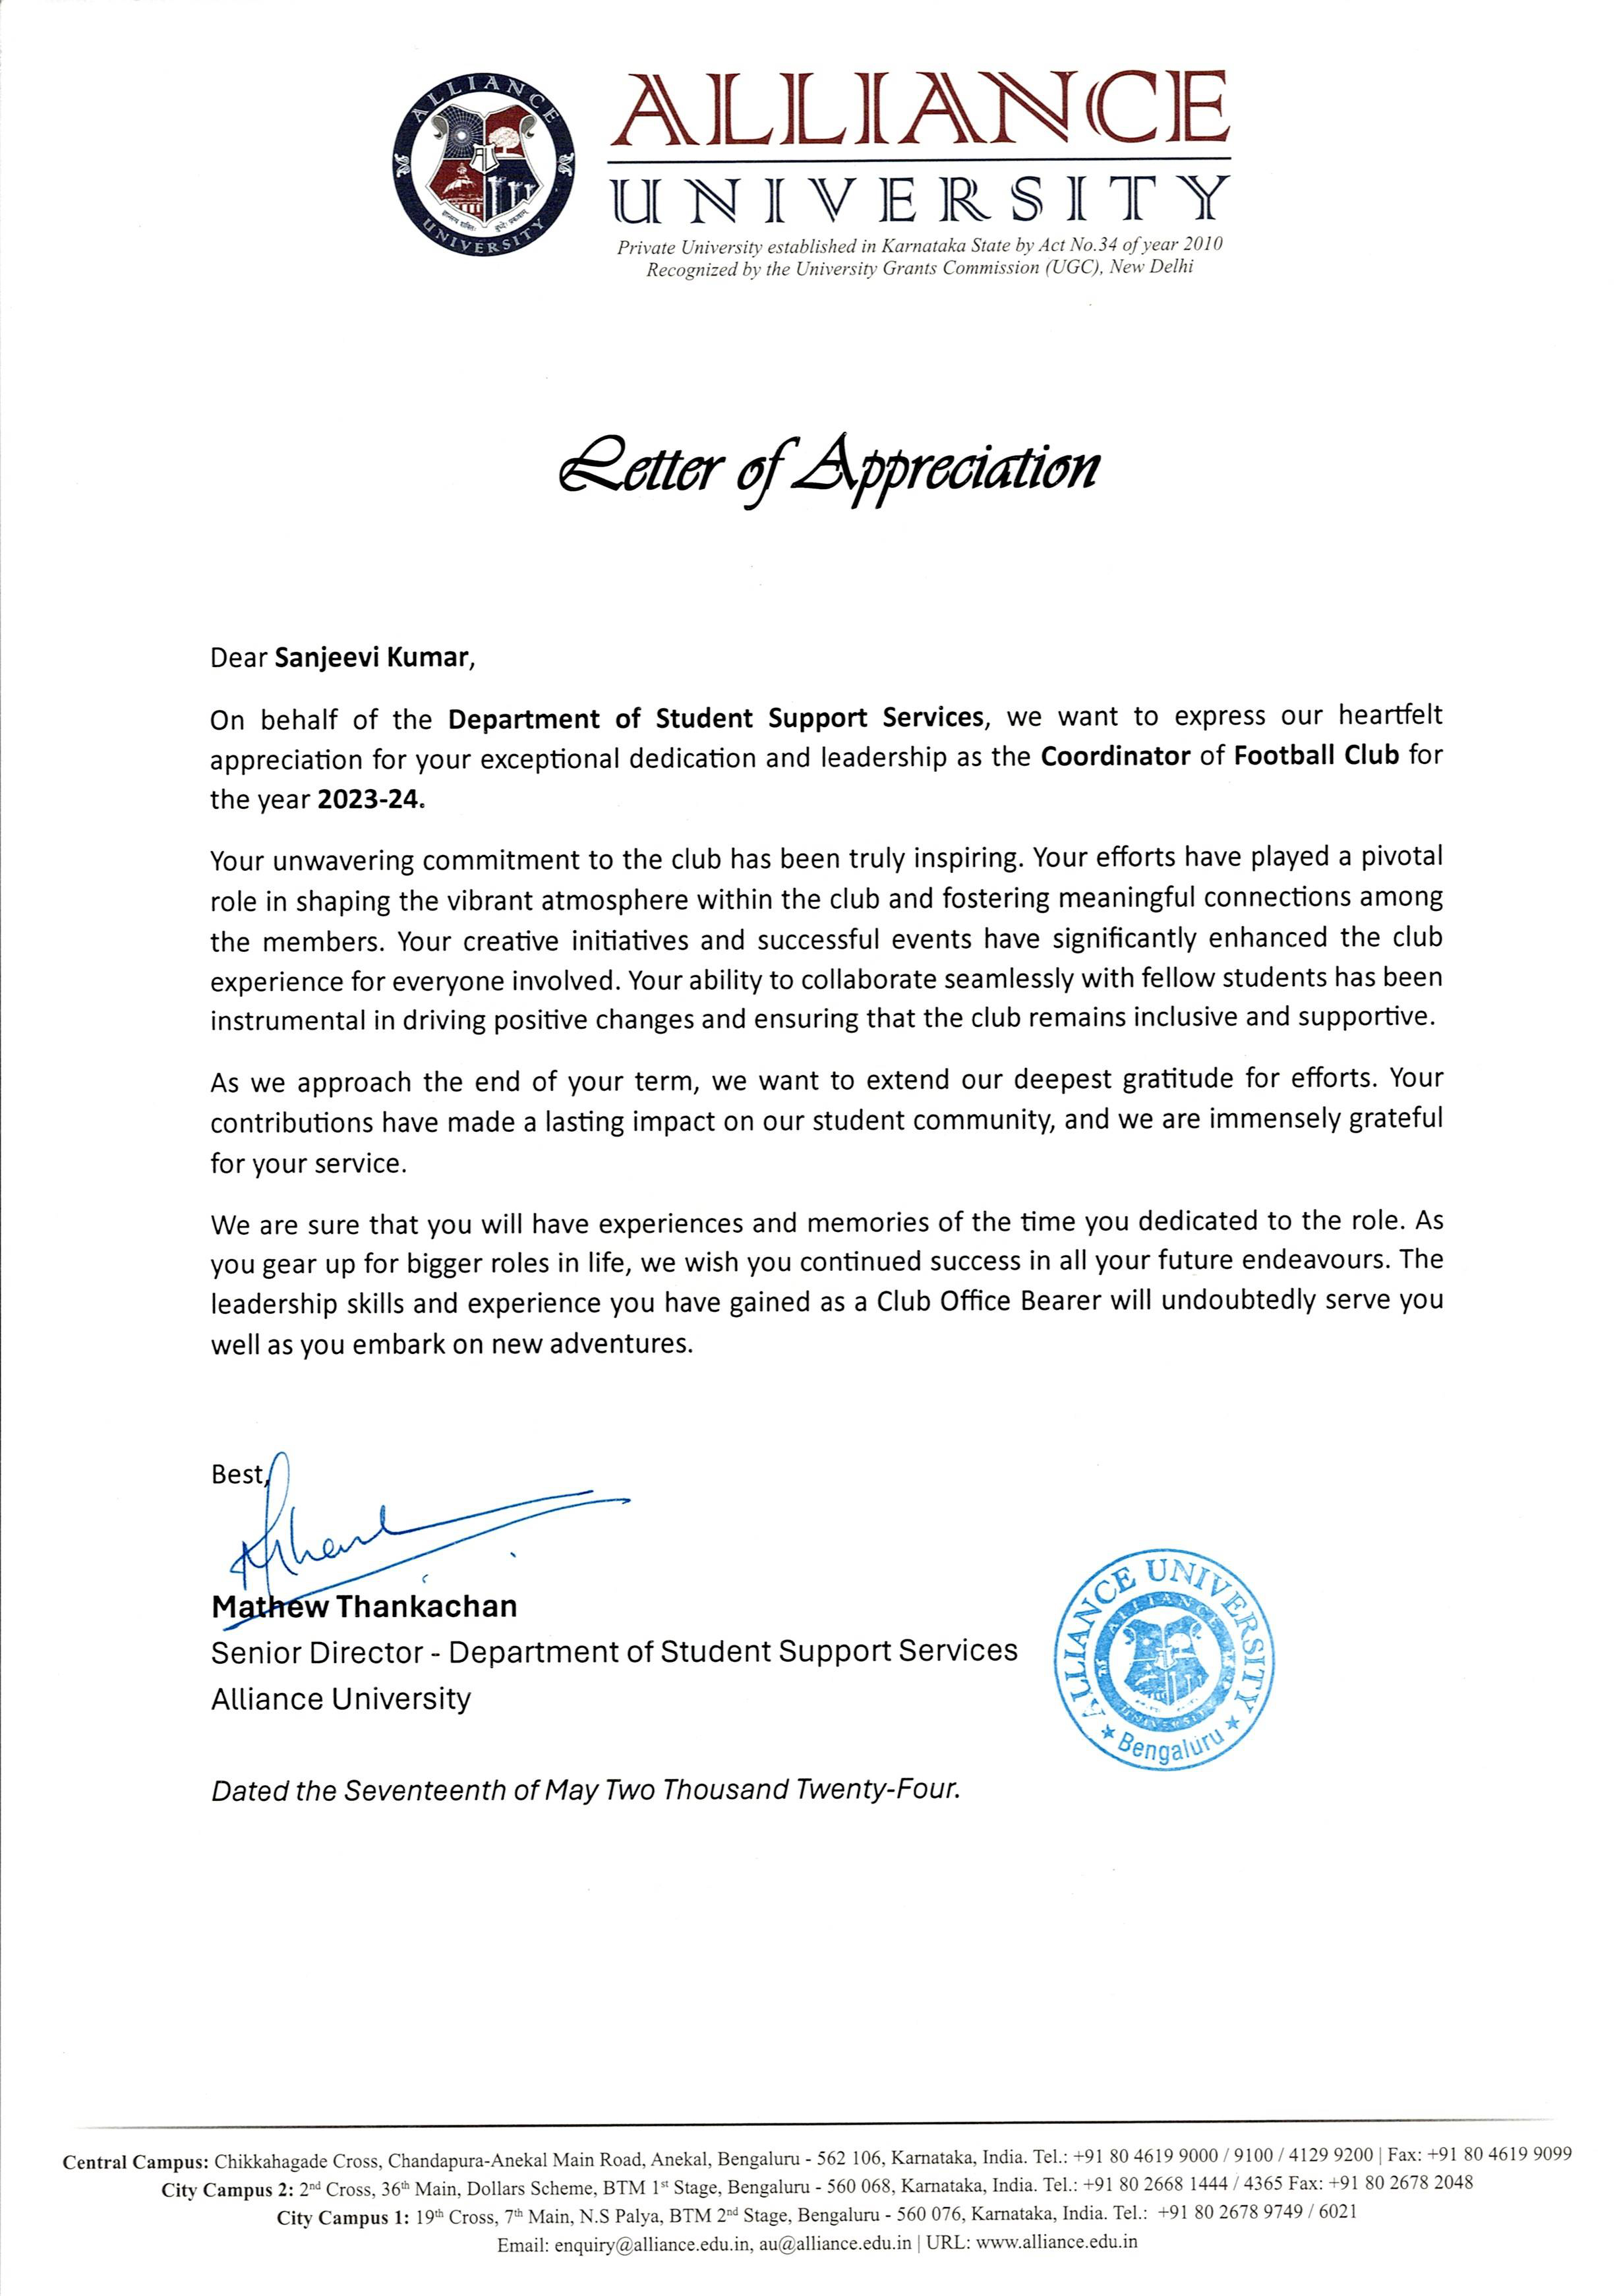 ALLIANCE
UNIVERSITY
ALLIANCE
UNIVERSITY
Private University established in Karnataka State by Act No.34 of year 2010
Recognized by the University Grants Commission (UGC), New Delhi
Letter of Appreciation
Dear Sanjeevi Kumar,
On behalf of the Department of Student Support Services, we want to express our heartfelt
appreciation for your exceptional dedication and leadership as the Coordinator of Football Club for
the year 2023-24.
Your unwavering commitment to the club has been truly inspiring. Your efforts have played a pivotal
role in shaping the vibrant atmosphere within the club and fostering meaningful connections among
the members. Your creative initiatives and successful events have significantly enhanced the club
experience for everyone involved. Your ability to collaborate seamlessly with fellow students has been
instrumental in driving positive changes and ensuring that the club remains inclusive and supportive.
As we approach the end of your term, we want to extend our deepest gratitude for efforts. Your
contributions have made a lasting impact on our student community, and we are immensely grateful
for your service.
We are sure that you will have experiences and memories of the time you dedicated to the role. As
you gear up for bigger roles in life, we wish you continued success in all your future endeavours. The
leadership skills and experience you have gained as a Club Office Bearer will undoubtedly serve you
well as you embark on new adventures.
Best,
Mathew Thankachan
Senior Director - Department of Student Support Services
Alliance University
ALLIANCE UNIVERSITY
ALLIANCE
UNIVERSITY
★ Bengaluru ★
Dated the Seventeenth of May Two Thousand Twenty-Four.
Central Campus: Chikkahagade Cross, Chandapura-Anekal Main Road, Anekal, Bengaluru - 562 106, Karnataka, India. Tel.: +91 80 4619 9000 / 9100 / 4129 9200 | Fax: +91 80 4619 9099
City Campus 2: 2nd Cross, 36th Main, Dollars Scheme, BTM 1st Stage, Bengaluru - 560 068, Karnataka, India. Tel.: +91 80 2668 1444 / 4365 Fax: +91 80 2678 2048
City Campus 1: 19th Cross, 7th Main, N.S Palya, BTM 2nd Stage, Bengaluru - 560 076, Karnataka, India. Tel.: +91 80 2678 9749 / 6021
Email: enquiry@alliance.edu.in, au@alliance.edu.in | URL: www.alliance.edu.in